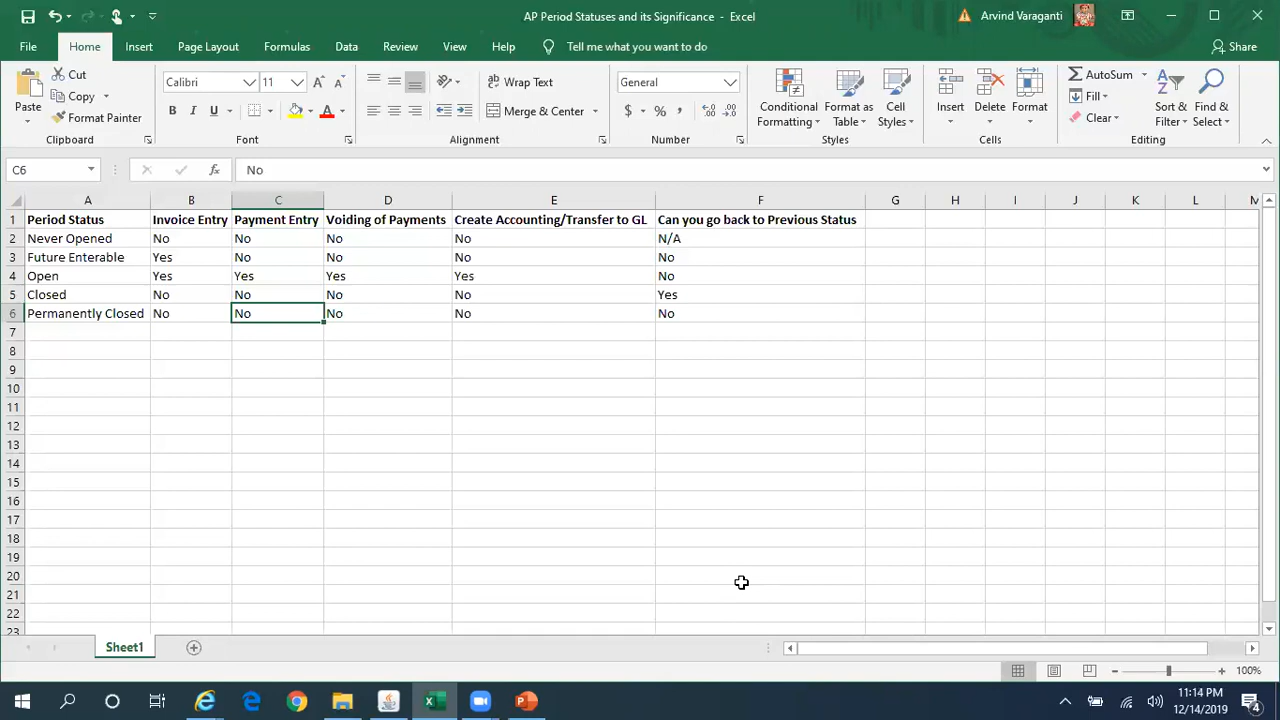 AP Period Statuses and its Significance - Excel
Arvind Varaganti
File Home Insert Page Layout Formulas Data Review View Help Tell me what you want to do Share
Cut Calibri 11 Wrap Text General AutoSum
Paste Copy Merge & Center $ % Conditional Formatting Format as Table Cell Styles Insert Delete Format Fill Sort & Filter Find & Select
Format Painter B I U A Clear
Clipboard Font Alignment Number Styles Cells Editing
C6 fx No
A B C D E F G H I J K L M
1 Period Status Invoice Entry Payment Entry Voiding of Payments Create Accounting/Transfer to GL Can you go back to Previous Status
2 Never Opened No No No No N/A
3 Future Enterable Yes No No No No
4 Open Yes Yes Yes Yes No
5 Closed No No No No Yes
6 Permanently Closed No No No No No
7
8
9
10
11
12
13
14
15
16
17
18
19
20
21
22
23
Sheet1
100%
11:14 PM
12/14/2019
4